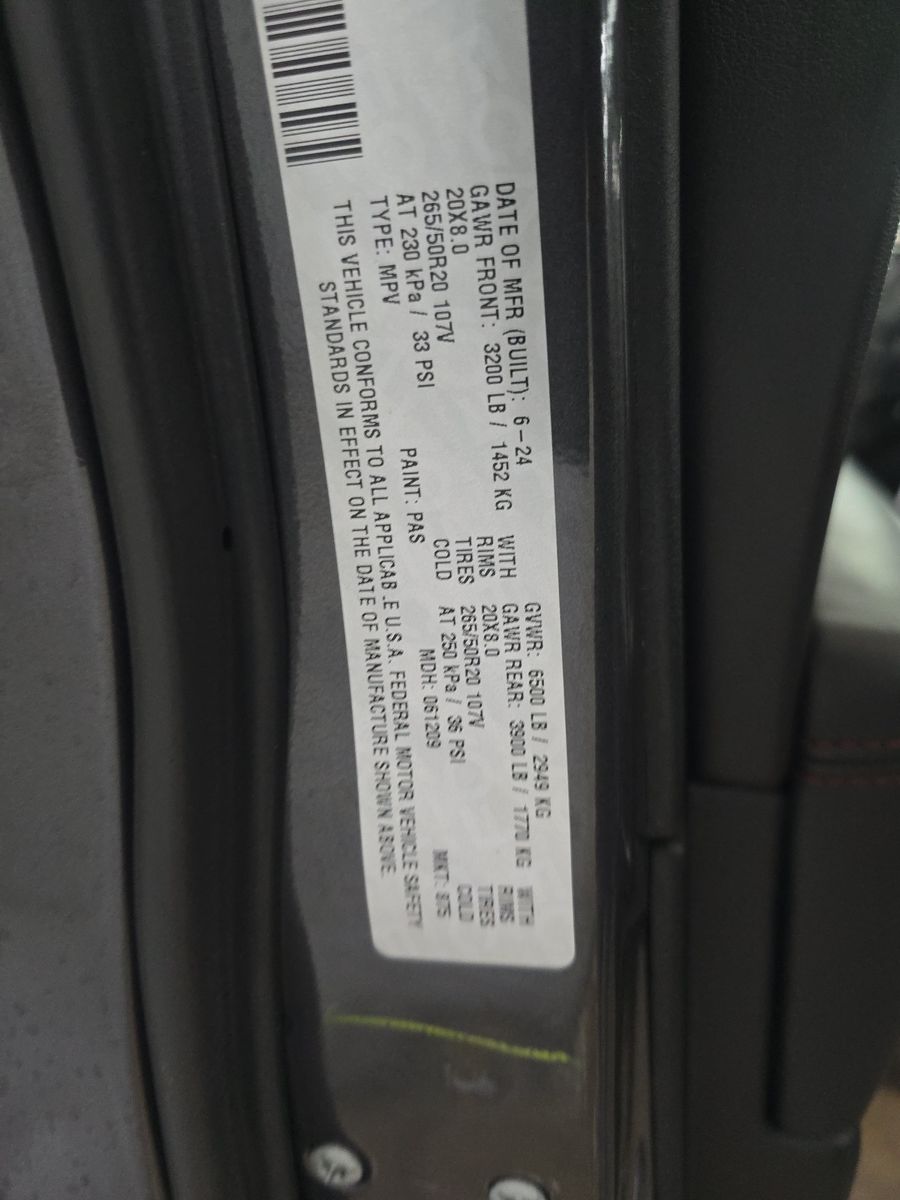 DATE OF MFR (BUILT): 6-24 GVWR: 6500 LB / 2949 KG
GAWR FRONT: 3200 LB / 1452 KG WITH GAWR REAR: 3900 LB / 1770 KG WITH
20X8.0 RIMS 20X8.0 RIMS
265/50R20 107V TIRES 265/50R20 107V TIRES
AT 230 kPa / 33 PSI COLD AT 250 kPa / 36 PSI COLD
TYPE: MPV PAINT: PAS MDH: 061209 MKT: 875
THIS VEHICLE CONFORMS TO ALL APPLICAB.E U.S.A. FEDERAL MOTOR VEHICLE SAFETY
STANDARDS IN EFFECT ON THE DATE OF MANUFACTURE SHOWN ABOVE.